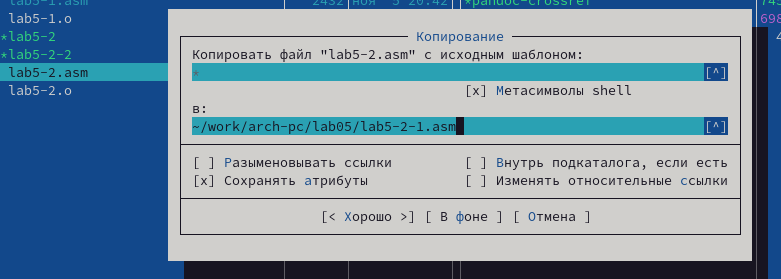 lab5-1.asm 2432 ноя 5 20:42 *pandoc-crossref 745
lab5-1.o 698
*lab5-2
*lab5-2-2 4
lab5-2.asm
lab5-2.o
Копирование
Копировать файл "lab5-2.asm" с исходным шаблоном:
* [^]
[x] Метасимволы shell
в:
~/work/arch-pc/lab05/lab5-2-1.asm [^]
[ ] Разыменовывать ссылки [ ] Внутрь подкаталога, если есть
[x] Сохранять атрибуты [ ] Изменять относительные ссылки
[< Хорошо >] [ В фоне ] [ Отмена ]